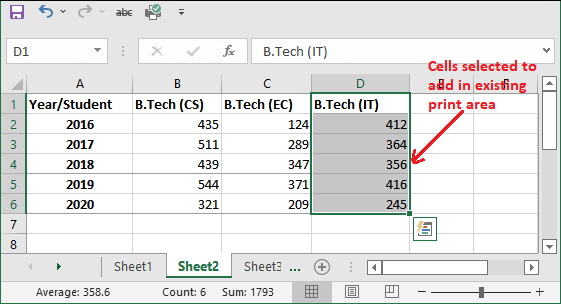 abc
D1 fx B.Tech (IT)
Cells selected to
add in existing
print area
A B C D E F
1 Year/Student B.Tech (CS) B.Tech (EC) B.Tech (IT)
2 2016 435 124 412
3 2017 511 289 364
4 2018 439 347 356
5 2019 544 371 416
6 2020 321 209 245
7
8
Sheet1 Sheet2 Sheet3 ...
Average: 358.6 Count: 6 Sum: 1793